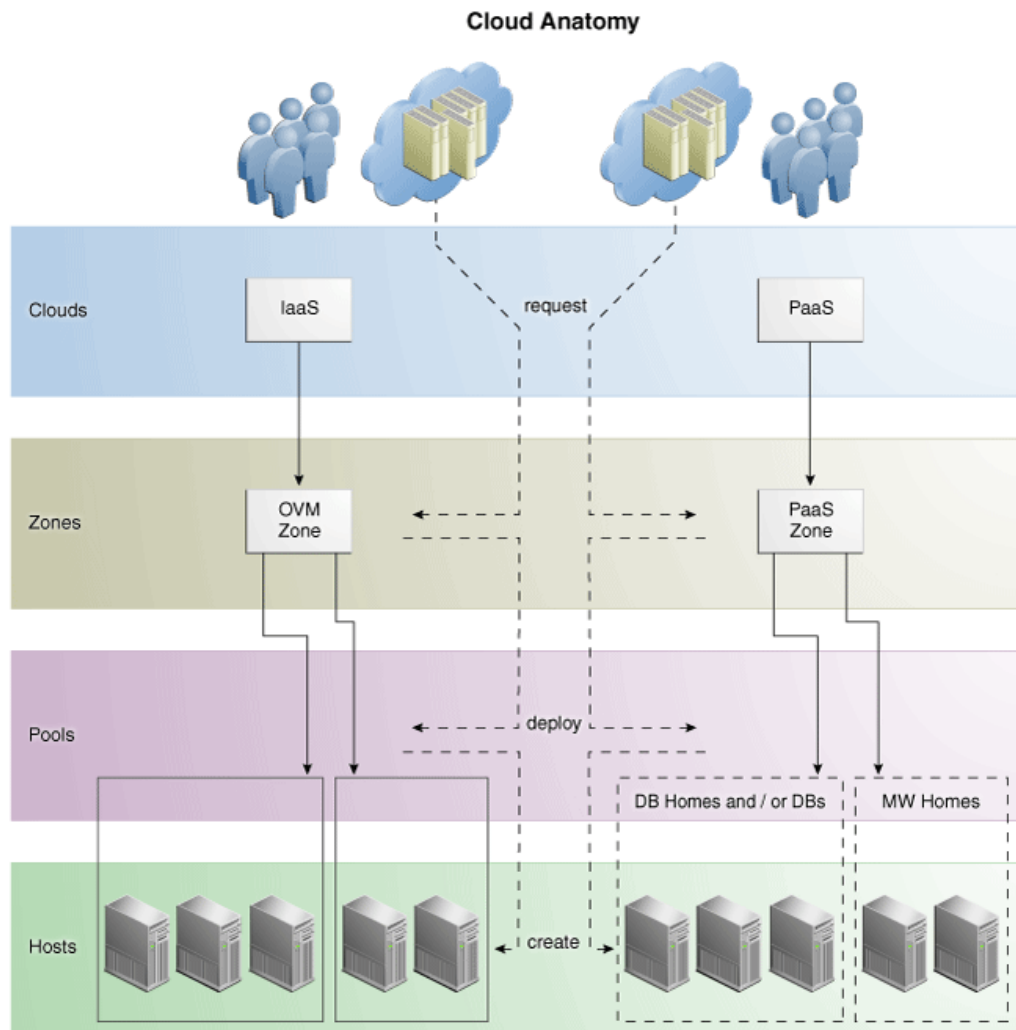 Cloud Anatomy
Clouds
IaaS
request
PaaS
Zones
OVM
Zone
PaaS
Zone
Pools
deploy
DB Homes and / or DBs
MW Homes
Hosts
create